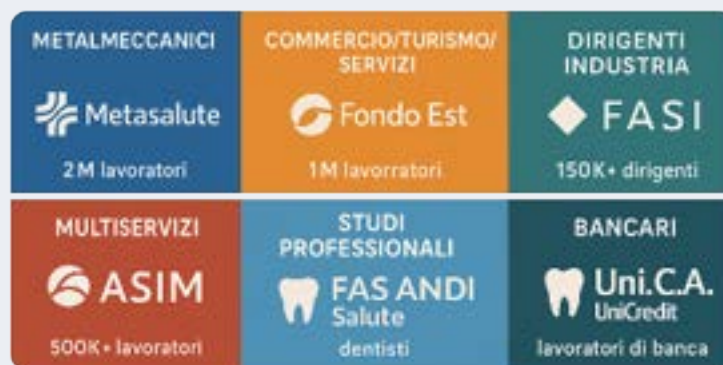 METALMECCANICI
Metasalute
2M lavoratori
COMMERCIO/TURISMO/
SERVIZI
Fondo Est
1M lavorratori
DIRIGENTI
INDUSTRIA
FASI
150K+ dirigenti
MULTISERVIZI
ASIM
500K+ lavoratori
STUDI
PROFESSIONALI
FAS ANDI
Salute
dentisti
BANCARI
Uni.C.A.
UniCredit
lavoratori di banca